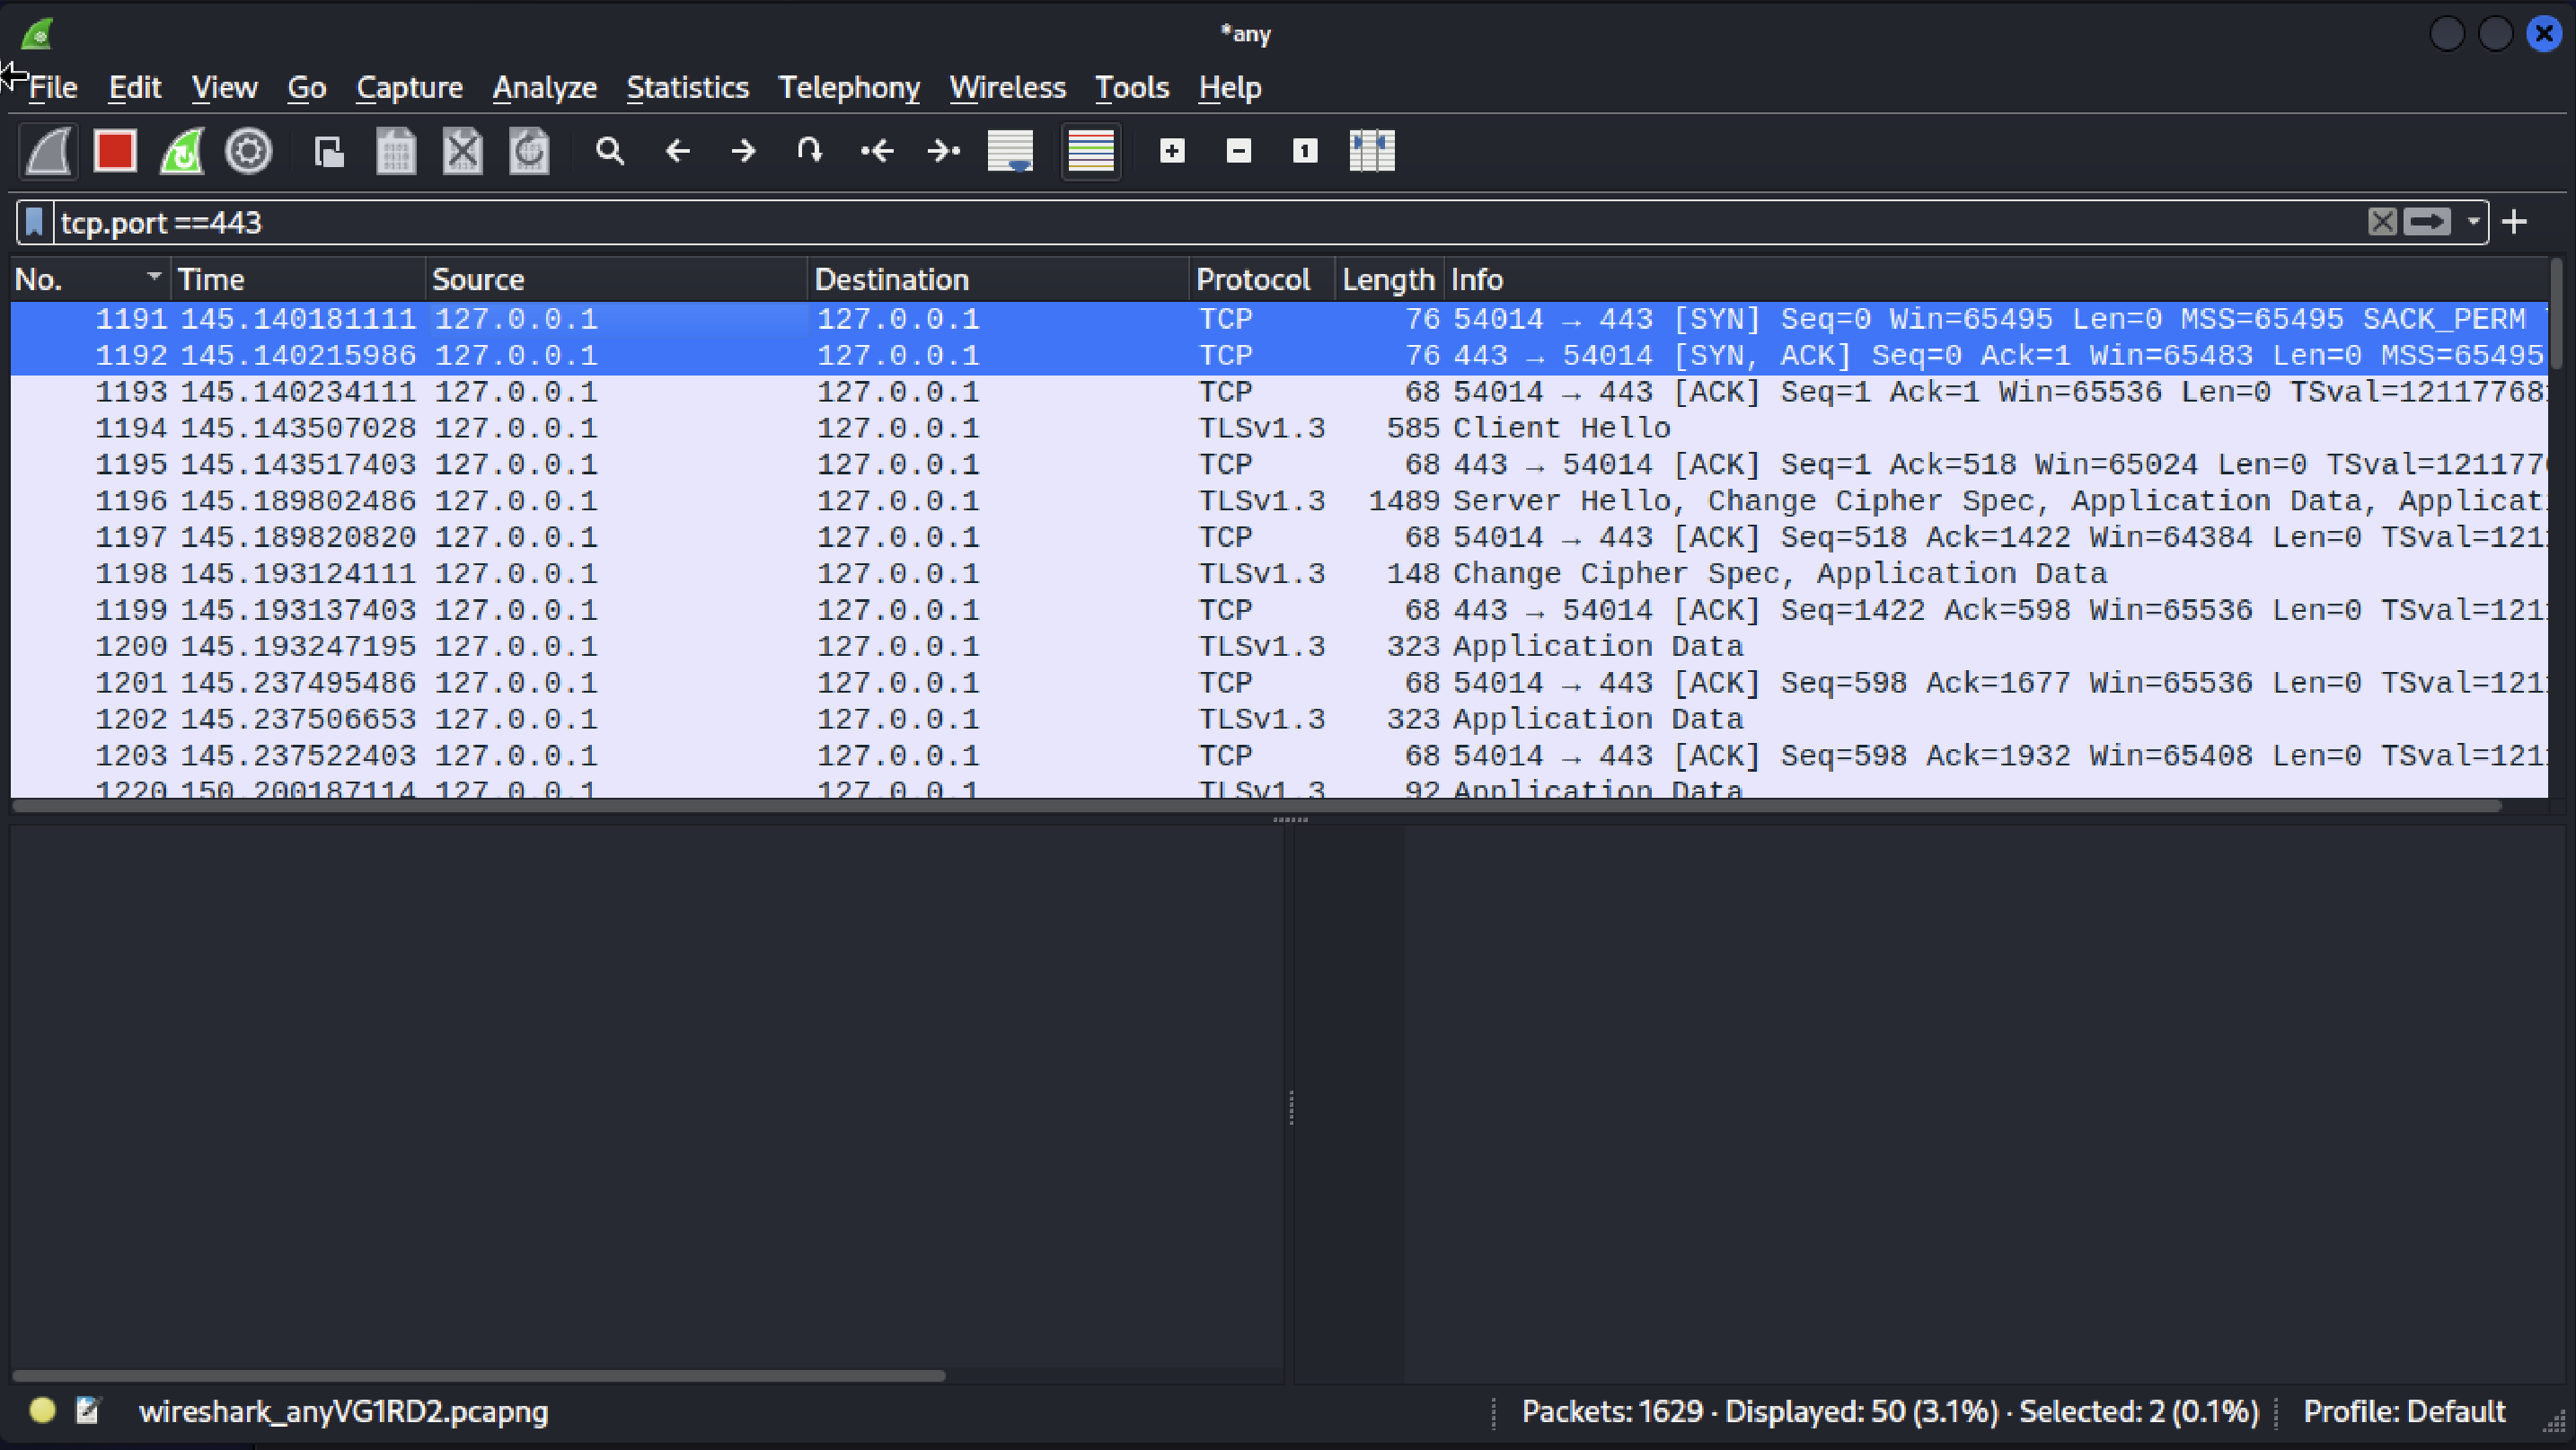 *any
File Edit View Go Capture Analyze Statistics Telephony Wireless Tools Help
tcp.port ==443
No. Time Source Destination Protocol Length Info
1191 145.140181111 127.0.0.1 127.0.0.1 TCP 76 54014 → 443 [SYN] Seq=0 Win=65495 Len=0 MSS=65495 SACK_PERM
1192 145.140215986 127.0.0.1 127.0.0.1 TCP 76 443 → 54014 [SYN, ACK] Seq=0 Ack=1 Win=65483 Len=0 MSS=65495
1193 145.140234111 127.0.0.1 127.0.0.1 TCP 68 54014 → 443 [ACK] Seq=1 Ack=1 Win=65536 Len=0 TSval=12117768
1194 145.143507028 127.0.0.1 127.0.0.1 TLSv1.3 585 Client Hello
1195 145.143517403 127.0.0.1 127.0.0.1 TCP 68 443 → 54014 [ACK] Seq=1 Ack=518 Win=65024 Len=0 TSval=121177
1196 145.189802486 127.0.0.1 127.0.0.1 TLSv1.3 1489 Server Hello, Change Cipher Spec, Application Data, Applicat
1197 145.189820820 127.0.0.1 127.0.0.1 TCP 68 54014 → 443 [ACK] Seq=518 Ack=1422 Win=64384 Len=0 TSval=121
1198 145.193124111 127.0.0.1 127.0.0.1 TLSv1.3 148 Change Cipher Spec, Application Data
1199 145.193137403 127.0.0.1 127.0.0.1 TCP 68 443 → 54014 [ACK] Seq=1422 Ack=598 Win=65536 Len=0 TSval=121
1200 145.193247195 127.0.0.1 127.0.0.1 TLSv1.3 323 Application Data
1201 145.237495486 127.0.0.1 127.0.0.1 TCP 68 54014 → 443 [ACK] Seq=598 Ack=1677 Win=65536 Len=0 TSval=121
1202 145.237506653 127.0.0.1 127.0.0.1 TLSv1.3 323 Application Data
1203 145.237522403 127.0.0.1 127.0.0.1 TCP 68 54014 → 443 [ACK] Seq=598 Ack=1932 Win=65408 Len=0 TSval=121
1220 150.200187114 127.0.0.1 127.0.0.1 TLSv1.3 92 Application Data
wireshark_anyVG1RD2.pcapng Packets: 1629 · Displayed: 50 (3.1%) · Selected: 2 (0.1%) Profile: Default